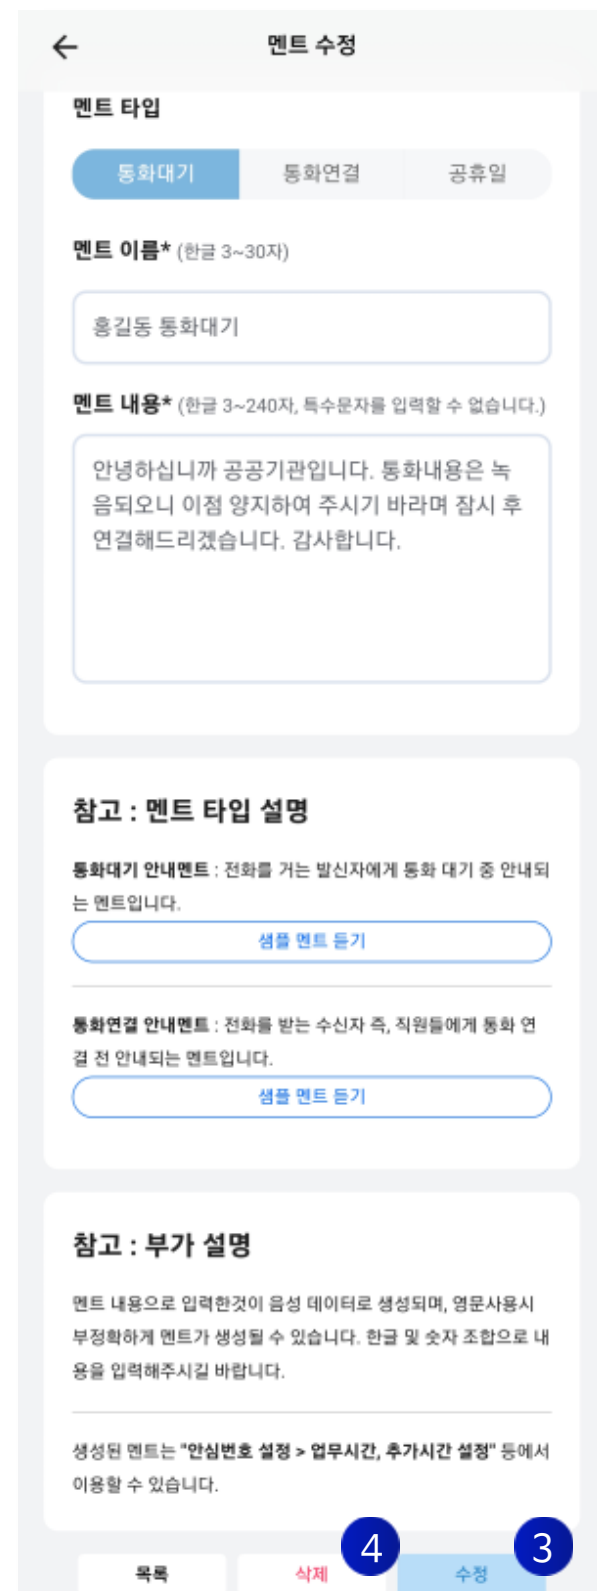 멘트 수정
멘트 타입
통화대기 통화연결 공휴일
멘트 이름* (한글 3~30자)
홍길동 통화대기
멘트 내용* (한글 3~240자, 특수문자를 입력할 수 없습니다.)
안녕하십니까 공공기관입니다. 통화내용은 녹
음되오니 이점 양지하여 주시기 바라며 잠시 후
연결해드리겠습니다. 감사합니다.
참고 : 멘트 타입 설명
통화대기 안내멘트 : 전화를 거는 발신자에게 통화 대기 중 안내되
는 멘트입니다.
샘플 멘트 듣기
통화연결 안내멘트 : 전화를 받는 수신자 즉, 직원들에게 통화 연
결 전 안내되는 멘트입니다.
샘플 멘트 듣기
참고 : 부가 설명
멘트 내용으로 입력한것이 음성 데이터로 생성되며, 영문사용시
부정확하게 멘트가 생성될 수 있습니다. 한글 및 숫자 조합으로 내
용을 입력해주시길 바랍니다.
생성된 멘트는 "안심번호 설정 > 업무시간, 추가시간 설정" 등에서
이용할 수 있습니다.
4 3
목록 삭제 수정